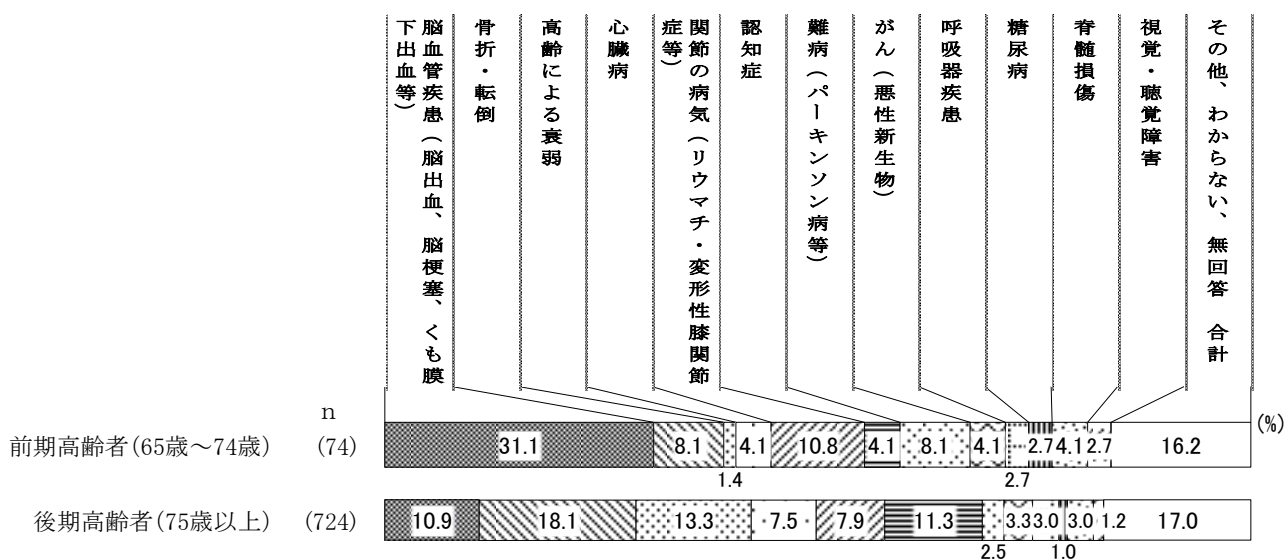 脳血管疾患（脳出血、脳梗塞、くも膜
下出血等）
骨折・転倒
高齢による衰弱
心臓病
関節の病気（リウマチ・変形性膝関節
症等）
認知症
難病（パーキンソン病等）
がん（悪性新生物）
呼吸器疾患
糖尿病
脊髄損傷
視覚・聴覚障害
その他、わからない、無回答　合計
n
(%)
前期高齢者(65歳～74歳) (74) 31.1 8.1 4.1 10.8 4.1 8.1 4.1 2.7 4.1 2.7 16.2
1.4 2.7
後期高齢者(75歳以上) (724) 10.9 18.1 13.3 7.5 7.9 11.3 3.3 3.0 3.0 1.2 17.0
2.5 1.0